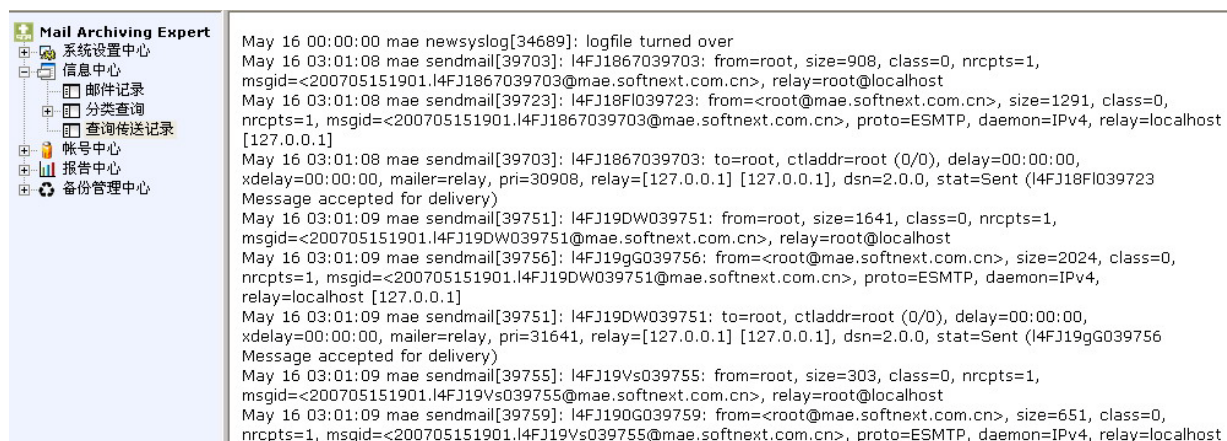 Mail Archiving Expert
系统设置中心
信息中心
邮件记录
分类查询
查询传送记录
帐号中心
报告中心
备份管理中心
May 16 00:00:00 mae newsyslog[34689]: logfile turned over
May 16 03:01:08 mae sendmail[39703]: l4FJ1867039703: from=root, size=908, class=0, nrcpts=1,
msgid=<200705151901.l4FJ1867039703@mae.softnext.com.cn>, relay=root@localhost
May 16 03:01:08 mae sendmail[39723]: l4FJ18Fl039723: from=<root@mae.softnext.com.cn>, size=1291, class=0,
nrcpts=1, msgid=<200705151901.l4FJ1867039703@mae.softnext.com.cn>, proto=ESMTP, daemon=IPv4, relay=localhost
[127.0.0.1]
May 16 03:01:08 mae sendmail[39703]: l4FJ1867039703: to=root, ctladdr=root (0/0), delay=00:00:00,
xdelay=00:00:00, mailer=relay, pri=30908, relay=[127.0.0.1] [127.0.0.1], dsn=2.0.0, stat=Sent (l4FJ18Fl039723
Message accepted for delivery)
May 16 03:01:09 mae sendmail[39751]: l4FJ19DW039751: from=root, size=1641, class=0, nrcpts=1,
msgid=<200705151901.l4FJ19DW039751@mae.softnext.com.cn>, relay=root@localhost
May 16 03:01:09 mae sendmail[39756]: l4FJ19gG039756: from=<root@mae.softnext.com.cn>, size=2024, class=0,
nrcpts=1, msgid=<200705151901.l4FJ19DW039751@mae.softnext.com.cn>, proto=ESMTP, daemon=IPv4,
relay=localhost [127.0.0.1]
May 16 03:01:09 mae sendmail[39751]: l4FJ19DW039751: to=root, ctladdr=root (0/0), delay=00:00:00,
xdelay=00:00:00, mailer=relay, pri=31641, relay=[127.0.0.1] [127.0.0.1], dsn=2.0.0, stat=Sent (l4FJ19gG039756
Message accepted for delivery)
May 16 03:01:09 mae sendmail[39755]: l4FJ19Vs039755: from=root, size=303, class=0, nrcpts=1,
msgid=<200705151901.l4FJ19Vs039755@mae.softnext.com.cn>, relay=root@localhost
May 16 03:01:09 mae sendmail[39759]: l4FJ190G039759: from=<root@mae.softnext.com.cn>, size=651, class=0,
nrcpts=1, msgid=<200705151901.l4FJ19Vs039755@mae.softnext.com.cn>, proto=ESMTP, daemon=IPv4, relay=localhost